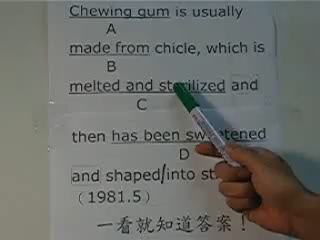 Chewing gum is usually
A
made from chicle, which is
B
melted and sterilized and
C
then has been sweetened
D
and shaped/into
(1981.5)
一看就知道答案!